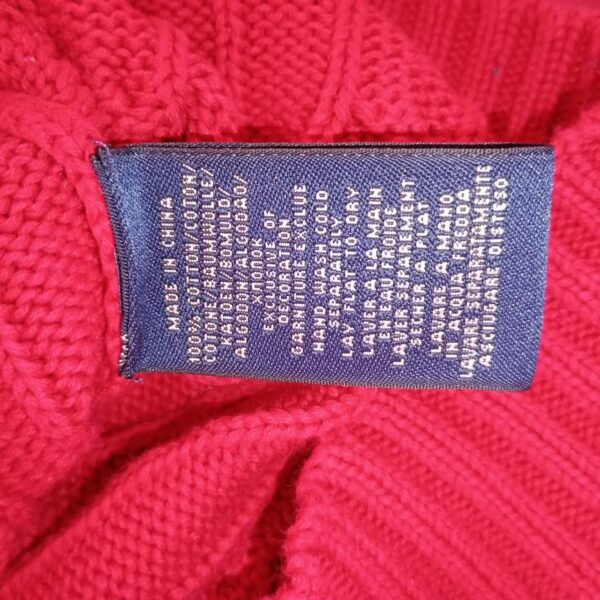 MADE IN CHINA
100% COTTON/COTON/
COTONE/BAUMWOLLE/
KATOEN/BOMULD/
ALGODON/ALGODAO/
ХЛОПОК
EXCLUSIVE OF
DECORATION
GARNITURE EXCLUE
HAND WASH COLD
SEPARATELY
LAY FLAT TO DRY
LAVER A LA MAIN
EN EAU FROIDE
LAVER SEPAREMENT
SECHER A PLAT
LAVARE A MANO
IN ACQUA FREDDA
LAVARE SEPARATAMENTE
ASCIUGARE DISTESO